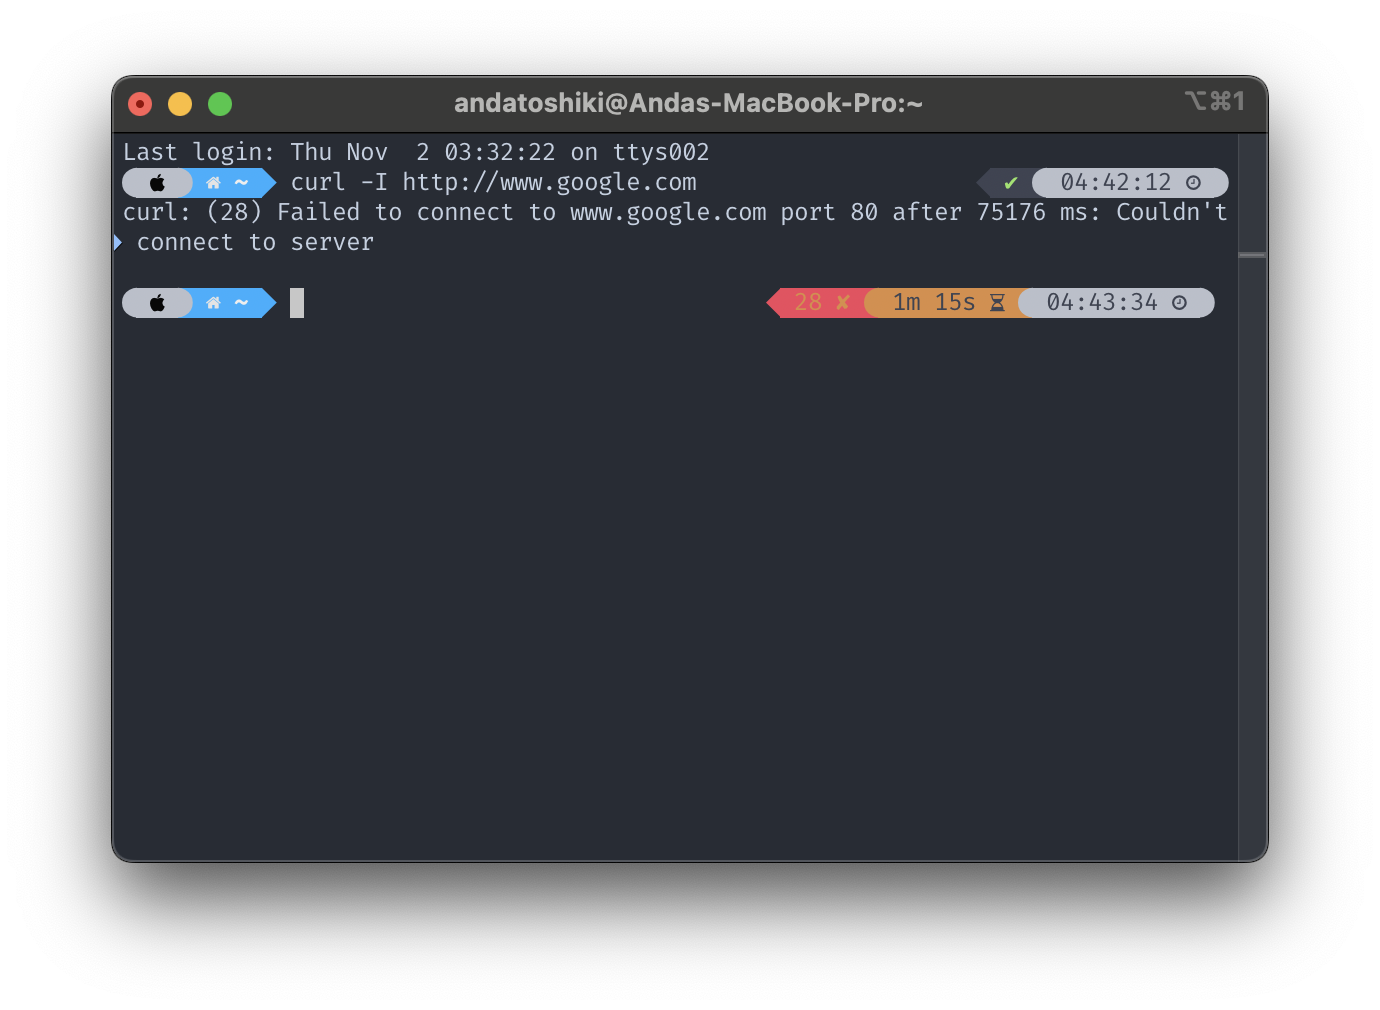 andatoshiki@Andas-MacBook-Pro:~ ⌥⌘1
Last login: Thu Nov  2 03:32:22 on ttys002
~ curl -I http://www.google.com ✔ 04:42:12
curl: (28) Failed to connect to www.google.com port 80 after 75176 ms: Couldn't
connect to server
~ 28 ✘ 1m 15s 04:43:34